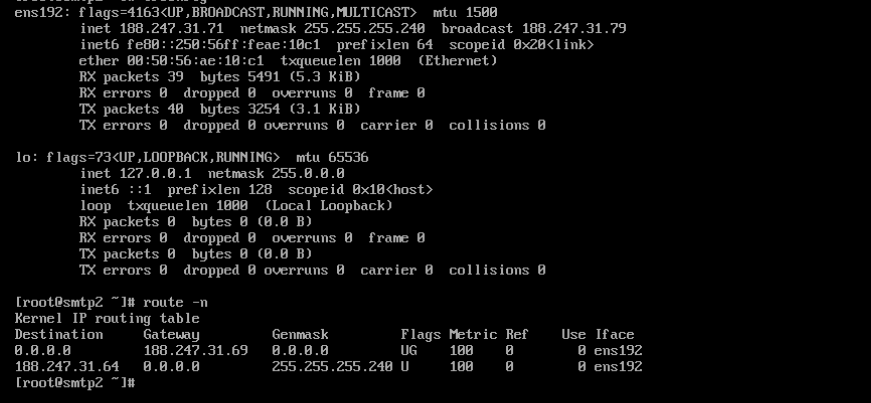 ens192: flags=4163<UP,BROADCAST,RUNNING,MULTICAST>  mtu 1500
        inet 188.247.31.71  netmask 255.255.255.240  broadcast 188.247.31.79
        inet6 fe80::250:56ff:feae:10c1  prefixlen 64  scopeid 0x20<link>
        ether 00:50:56:ae:10:c1  txqueuelen 1000  (Ethernet)
        RX packets 39  bytes 5491 (5.3 KiB)
        RX errors 0  dropped 0  overruns 0  frame 0
        TX packets 40  bytes 3254 (3.1 KiB)
        TX errors 0  dropped 0 overruns 0  carrier 0  collisions 0

lo: flags=73<UP,LOOPBACK,RUNNING>  mtu 65536
        inet 127.0.0.1  netmask 255.0.0.0
        inet6 ::1  prefixlen 128  scopeid 0x10<host>
        loop  txqueuelen 1000  (Local Loopback)
        RX packets 0  bytes 0 (0.0 B)
        RX errors 0  dropped 0  overruns 0  frame 0
        TX packets 0  bytes 0 (0.0 B)
        TX errors 0  dropped 0 overruns 0  carrier 0  collisions 0

[root@smtp2 ~]# route -n
Kernel IP routing table
Destination     Gateway         Genmask         Flags Metric Ref    Use Iface
0.0.0.0         188.247.31.69   0.0.0.0         UG    100    0        0 ens192
188.247.31.64   0.0.0.0         255.255.255.240 U     100    0        0 ens192
[root@smtp2 ~]#